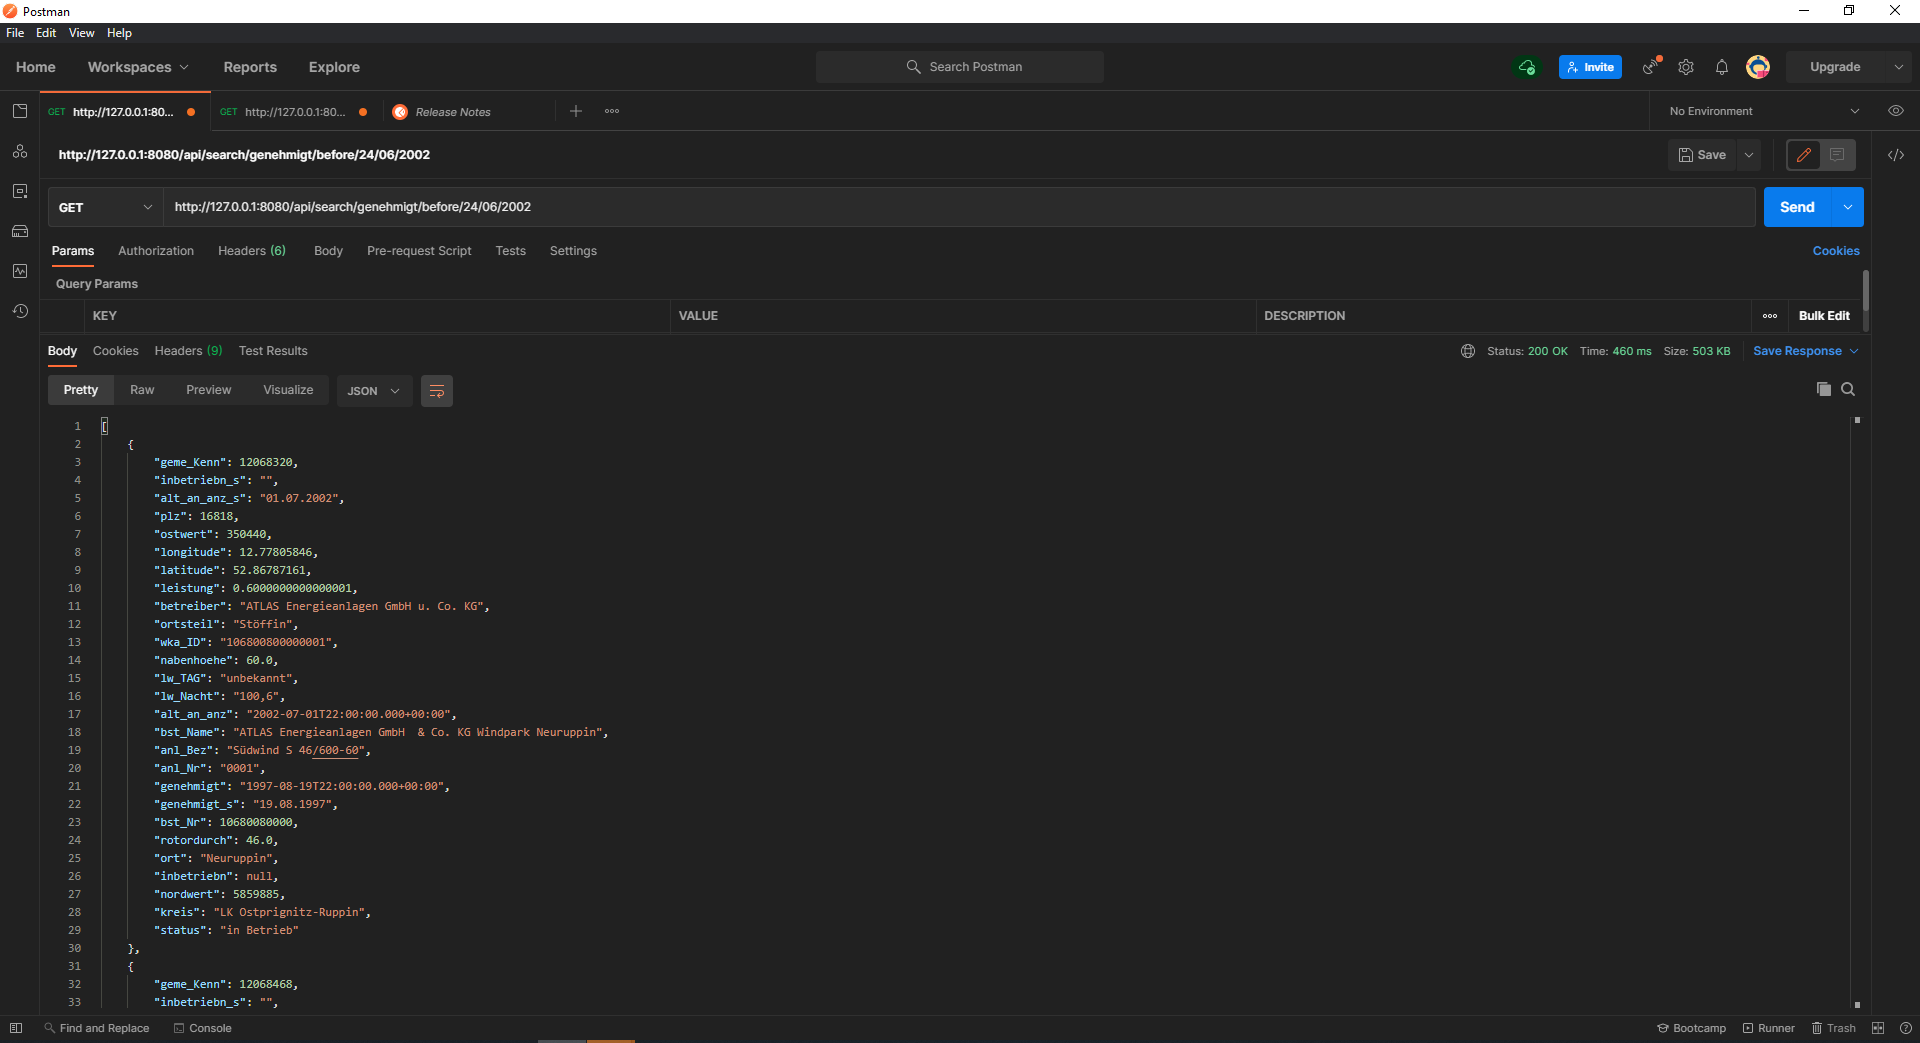 Postman
File Edit View Help
Home Workspaces Reports Explore Search Postman Invite Upgrade
GET http://127.0.0.1:80... GET http://127.0.0.1:80... Release Notes No Environment
http://127.0.0.1:8080/api/search/genehmigt/before/24/06/2002 Save
GET http://127.0.0.1:8080/api/search/genehmigt/before/24/06/2002 Send
Params Authorization Headers (6) Body Pre-request Script Tests Settings Cookies
Query Params
KEY VALUE DESCRIPTION Bulk Edit
Body Cookies Headers (9) Test Results Status: 200 OK Time: 460 ms Size: 503 KB Save Response
Pretty Raw Preview Visualize JSON
1 [
2 {
3 "geme_Kenn": 12068320,
4 "inbetriebn_s": "",
5 "alt_an_anz_s": "01.07.2002",
6 "plz": 16818,
7 "ostwert": 350440,
8 "longitude": 12.77805846,
9 "latitude": 52.86787161,
10 "leistung": 0.6000000000000001,
11 "betreiber": "ATLAS Energieanlagen GmbH u. Co. KG",
12 "ortsteil": "Stöffin",
13 "wka_ID": "106800800000001",
14 "nabenhoehe": 60.0,
15 "lw_TAG": "unbekannt",
16 "lw_Nacht": "100,6",
17 "alt_an_anz": "2002-07-01T22:00:00.000+00:00",
18 "bst_Name": "ATLAS Energieanlagen GmbH  & Co. KG Windpark Neuruppin",
19 "anl_Bez": "Südwind S 46/600-60",
20 "anl_Nr": "0001",
21 "genehmigt": "1997-08-19T22:00:00.000+00:00",
22 "genehmigt_s": "19.08.1997",
23 "bst_Nr": 10680080000,
24 "rotordurch": 46.0,
25 "ort": "Neuruppin",
26 "inbetriebn": null,
27 "nordwert": 5859885,
28 "kreis": "LK Ostprignitz-Ruppin",
29 "status": "in Betrieb"
30 },
31 {
32 "geme_Kenn": 12068468,
33 "inbetriebn_s": "",
Find and Replace Console Bootcamp Runner Trash